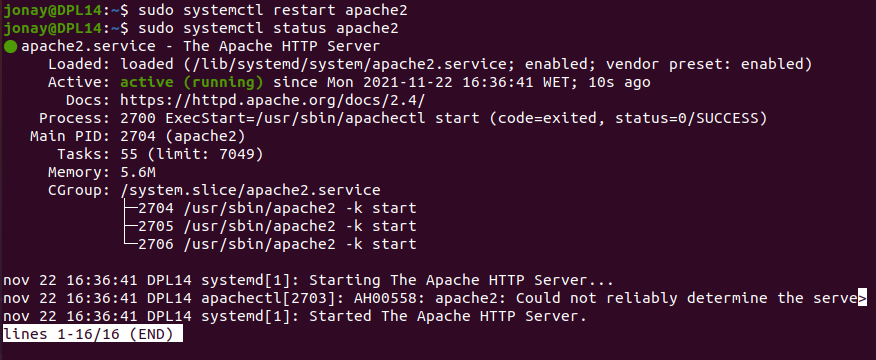 jonay@DPL14:~$ sudo systemctl restart apache2
jonay@DPL14:~$ sudo systemctl status apache2
● apache2.service - The Apache HTTP Server
     Loaded: loaded (/lib/systemd/system/apache2.service; enabled; vendor preset: enabled)
     Active: active (running) since Mon 2021-11-22 16:36:41 WET; 10s ago
       Docs: https://httpd.apache.org/docs/2.4/
    Process: 2700 ExecStart=/usr/sbin/apachectl start (code=exited, status=0/SUCCESS)
   Main PID: 2704 (apache2)
      Tasks: 55 (limit: 7049)
     Memory: 5.6M
     CGroup: /system.slice/apache2.service
             ├─2704 /usr/sbin/apache2 -k start
             ├─2705 /usr/sbin/apache2 -k start
             └─2706 /usr/sbin/apache2 -k start

nov 22 16:36:41 DPL14 systemd[1]: Starting The Apache HTTP Server...
nov 22 16:36:41 DPL14 apachectl[2703]: AH00558: apache2: Could not reliably determine the serve>
nov 22 16:36:41 DPL14 systemd[1]: Started The Apache HTTP Server.
lines 1-16/16 (END)